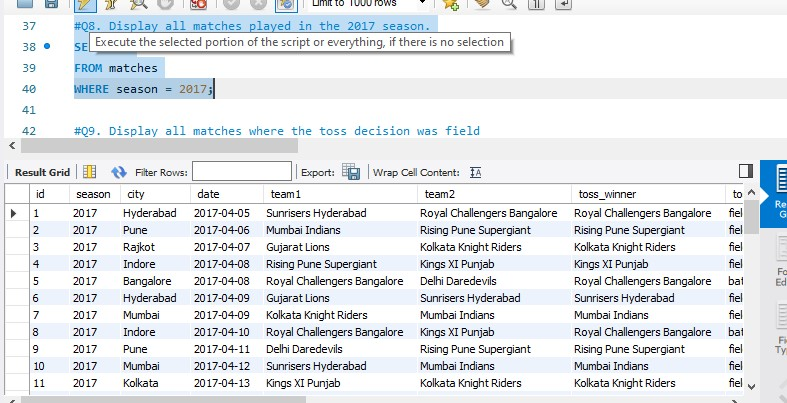 Limit to 1000 rows
37 #Q8. Display all matches played in the 2017 season.
Execute the selected portion of the script or everything, if there is no selection
38 SE
39 FROM matches
40 WHERE season = 2017;
41
42 #Q9. Display all matches where the toss decision was field
Result Grid Filter Rows: Export: Wrap Cell Content: IA
id season city date team1 team2 toss_winner to
1 2017 Hyderabad 2017-04-05 Sunrisers Hyderabad Royal Challengers Bangalore Royal Challengers Bangalore fiel
2 2017 Pune 2017-04-06 Mumbai Indians Rising Pune Supergiant Rising Pune Supergiant fiel
3 2017 Rajkot 2017-04-07 Gujarat Lions Kolkata Knight Riders Kolkata Knight Riders fiel
4 2017 Indore 2017-04-08 Rising Pune Supergiant Kings XI Punjab Kings XI Punjab fiel
5 2017 Bangalore 2017-04-08 Royal Challengers Bangalore Delhi Daredevils Royal Challengers Bangalore bat
6 2017 Hyderabad 2017-04-09 Gujarat Lions Sunrisers Hyderabad Sunrisers Hyderabad fiel
7 2017 Mumbai 2017-04-09 Kolkata Knight Riders Mumbai Indians Mumbai Indians fiel
8 2017 Indore 2017-04-10 Royal Challengers Bangalore Kings XI Punjab Royal Challengers Bangalore bat
9 2017 Pune 2017-04-11 Delhi Daredevils Rising Pune Supergiant Rising Pune Supergiant fiel
10 2017 Mumbai 2017-04-12 Sunrisers Hyderabad Mumbai Indians Mumbai Indians fiel
11 2017 Kolkata 2017-04-13 Kings XI Punjab Kolkata Knight Riders Kolkata Knight Riders fiel
Re
G
Fo
Ed
Fi
Typ